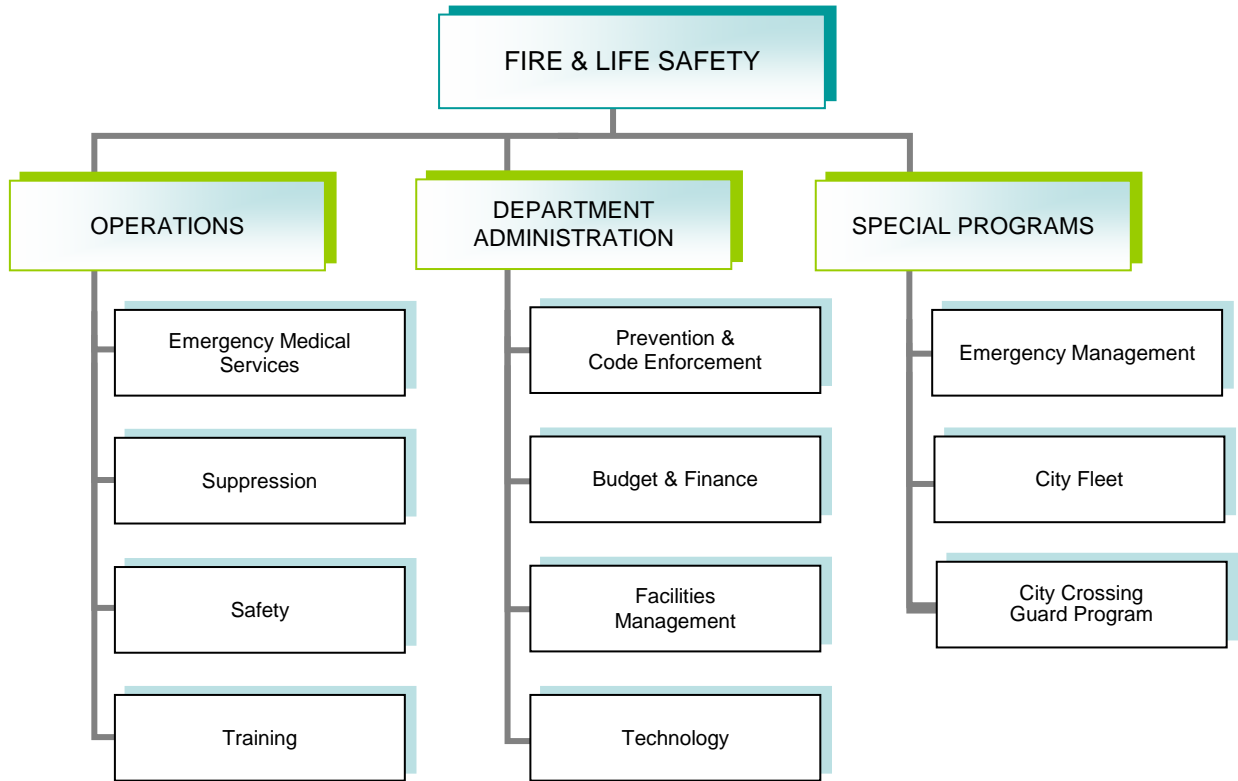 FIRE & LIFE SAFETY
OPERATIONS
DEPARTMENT
ADMINISTRATION
SPECIAL PROGRAMS
Emergency Medical
Services
Suppression
Safety
Training
Prevention &
Code Enforcement
Budget & Finance
Facilities
Management
Technology
Emergency Management
City Fleet
City Crossing
Guard Program